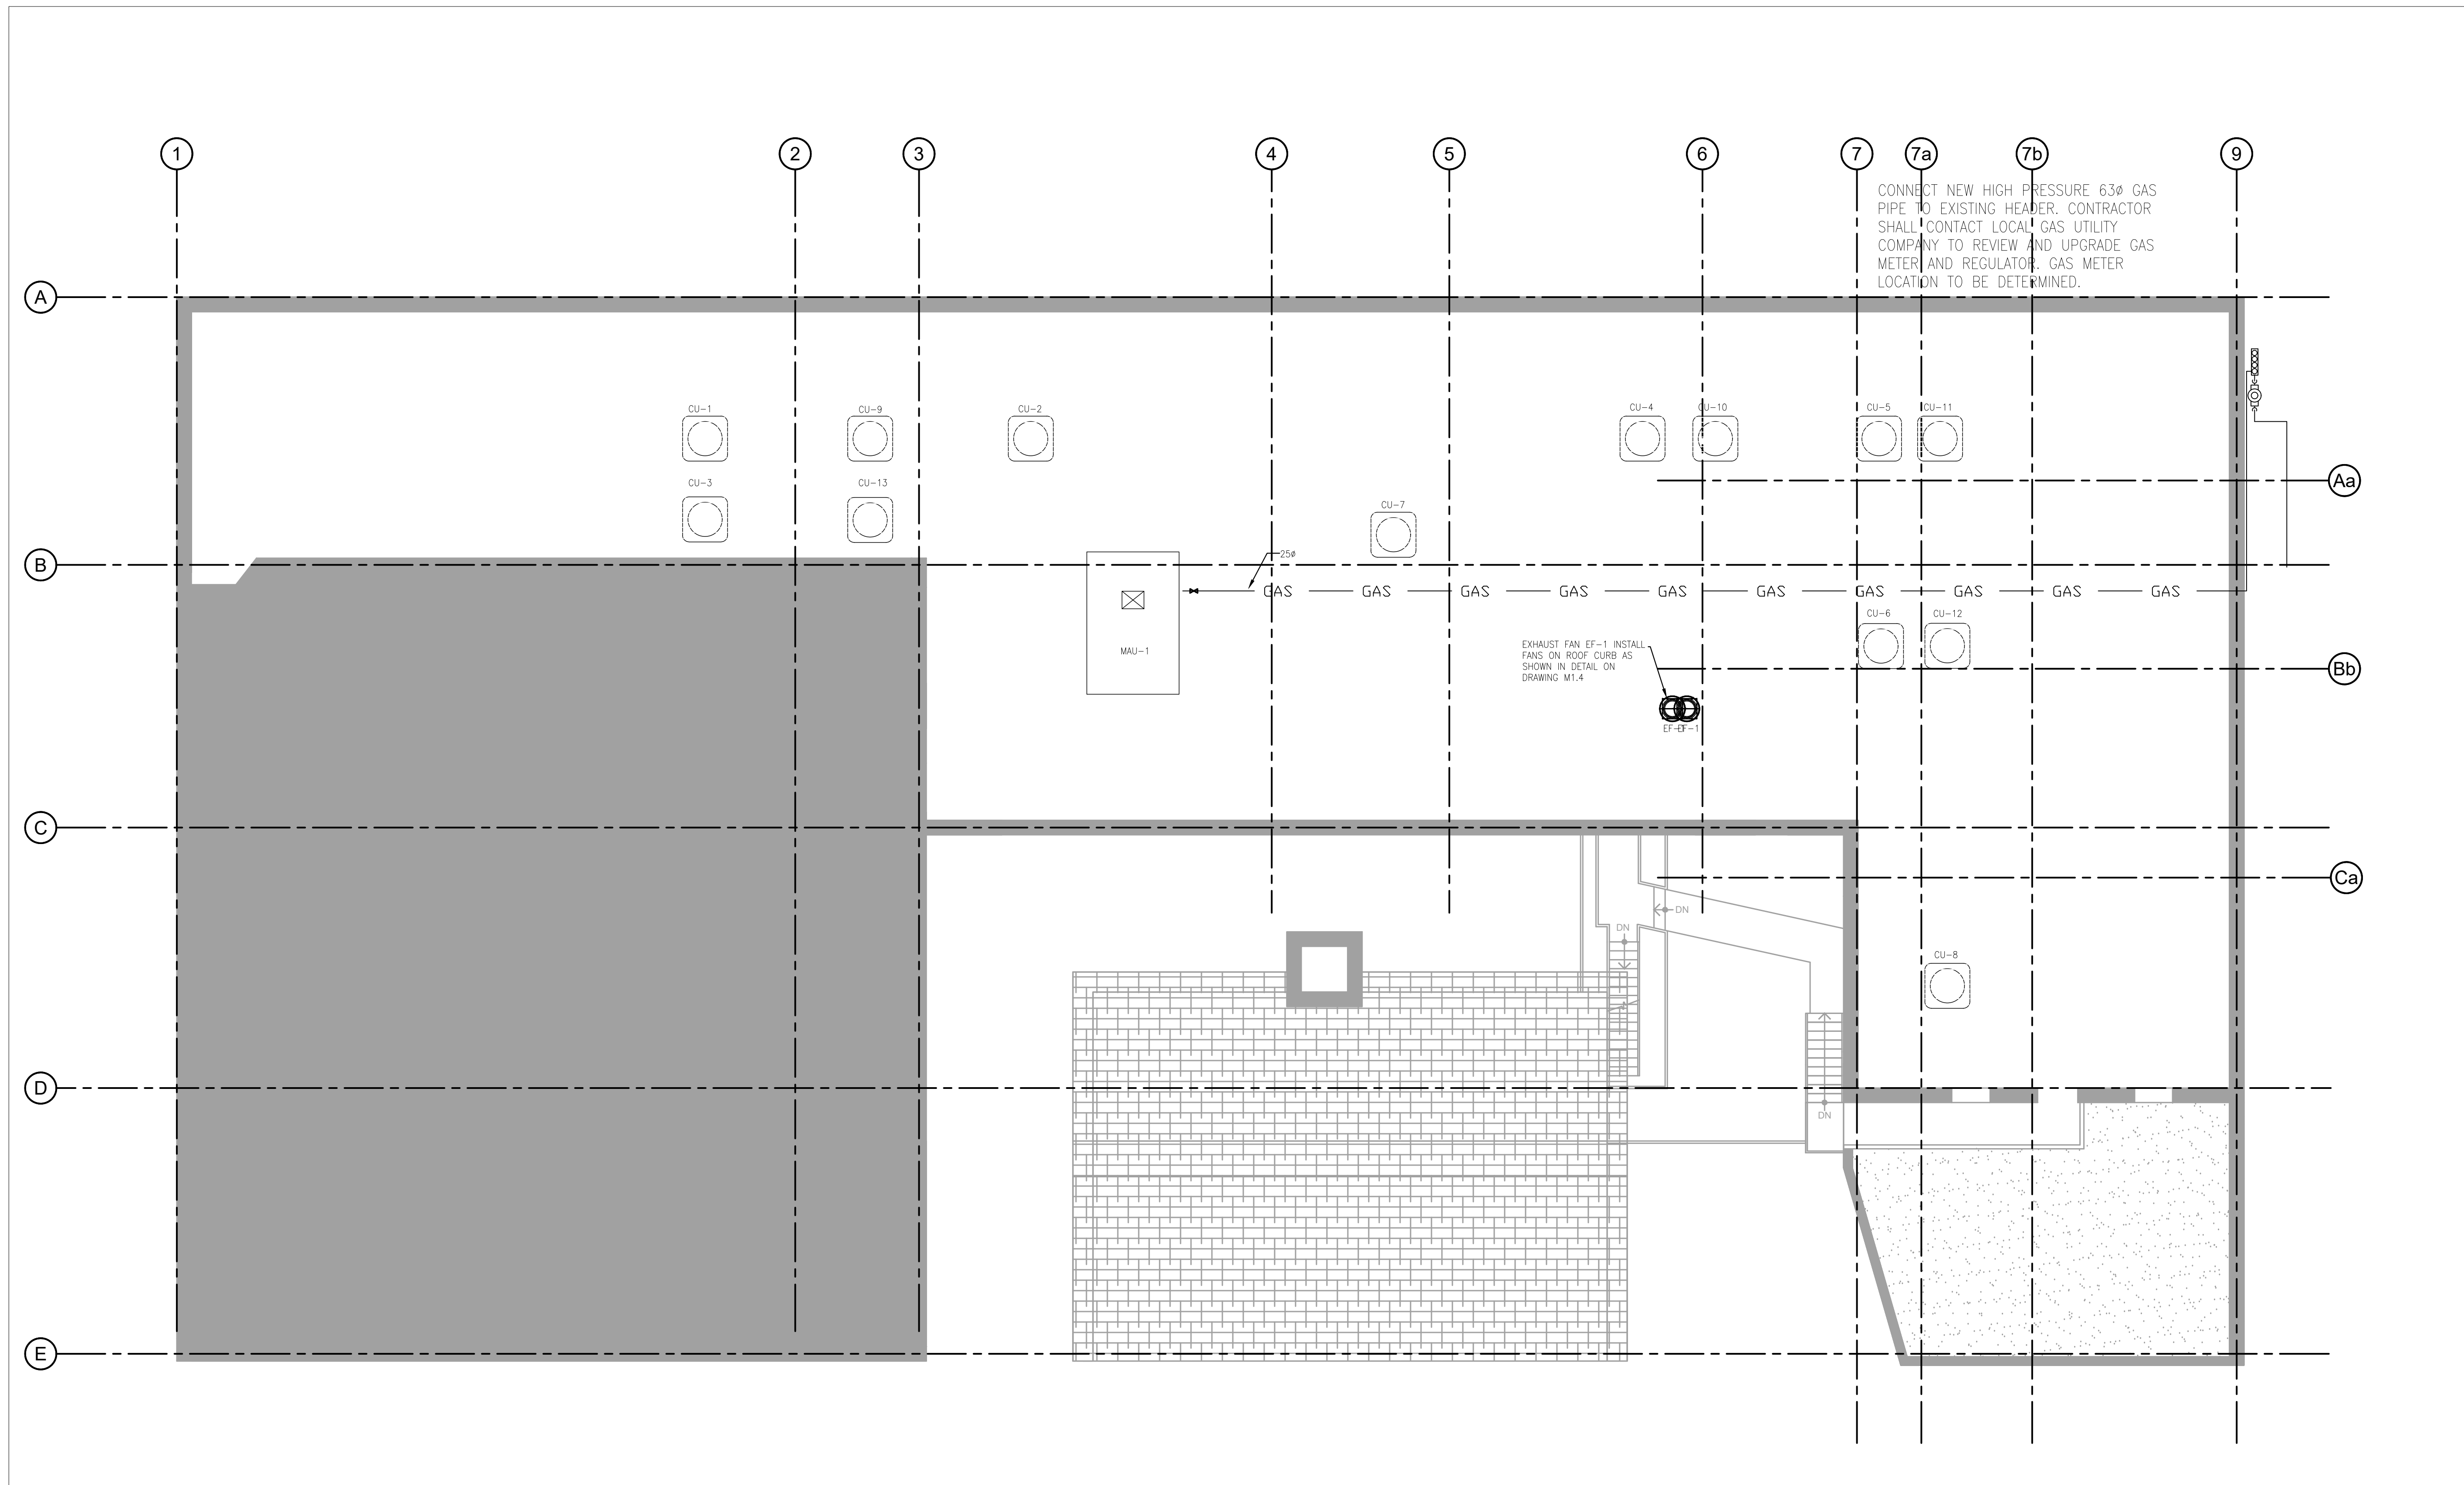 1
2
3
4
5
6
7
7a
7b
9
CONNECT NEW HIGH PRESSURE 63ø GAS
PIPE TO EXISTING HEADER. CONTRACTOR
SHALL CONTACT LOCAL GAS UTILITY
COMPANY TO REVIEW AND UPGRADE GAS
METER AND REGULATOR. GAS METER
LOCATION TO BE DETERMINED.
A
CU-1
CU-9
CU-2
CU-4
CU-10
CU-5
CU-11
CU-3
CU-13
Aa
CU-7
B
25ø
GAS GAS GAS GAS GAS GAS GAS GAS GAS GAS
CU-6
CU-12
MAU-1
EXHAUST FAN EF-1 INSTALL
FANS ON ROOF CURB AS
SHOWN IN DETAIL ON
DRAWING M1.4
Bb
EF-1
EF-1
C
Ca
DN
DN
CU-8
D
DN
E